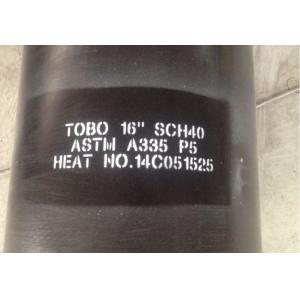 TOBO 16" SCH40
ASTM A335 P5
HEAT NO.14C051525